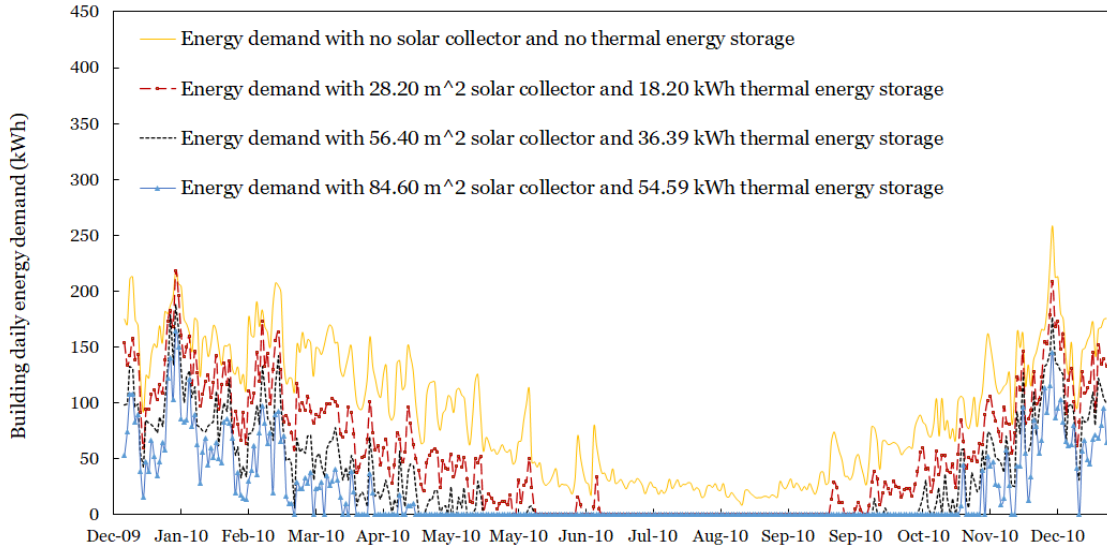 450
400
350
300
250
200
150
100
50
0
Building daily energy demand (kWh)
Energy demand with no solar collector and no thermal energy storage
Energy demand with 28.20 m^2 solar collector and 18.20 kWh thermal energy storage
Energy demand with 56.40 m^2 solar collector and 36.39 kWh thermal energy storage
Energy demand with 84.60 m^2 solar collector and 54.59 kWh thermal energy storage
Dec-09 Jan-10 Feb-10 Mar-10 Apr-10 May-10 May-10 Jun-10 Jul-10 Aug-10 Sep-10 Sep-10 Oct-10 Nov-10 Dec-10